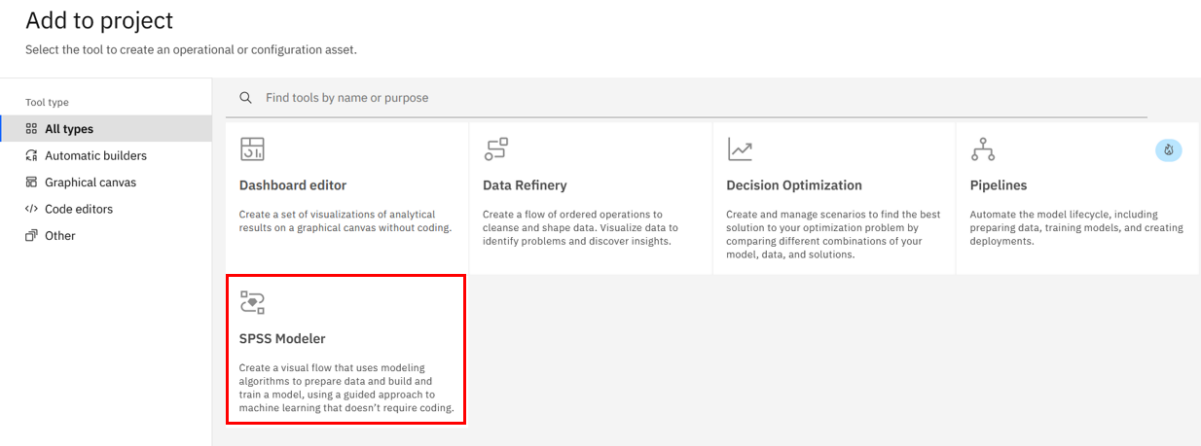 Add to project
Select the tool to create an operational or configuration asset.
Tool type
All types
Automatic builders
Graphical canvas
Code editors
Other
Find tools by name or purpose
Dashboard editor
Create a set of visualizations of analytical
results on a graphical canvas without coding.
Data Refinery
Create a flow of ordered operations to
cleanse and shape data. Visualize data to
identify problems and discover insights.
Decision Optimization
Create and manage scenarios to find the best
solution to your optimization problem by
comparing different combinations of your
model, data, and solutions.
Pipelines
Automate the model lifecycle, including
preparing data, training models, and creating
deployments.
SPSS Modeler
Create a visual flow that uses modeling
algorithms to prepare data and build and
train a model, using a guided approach to
machine learning that doesn't require coding.